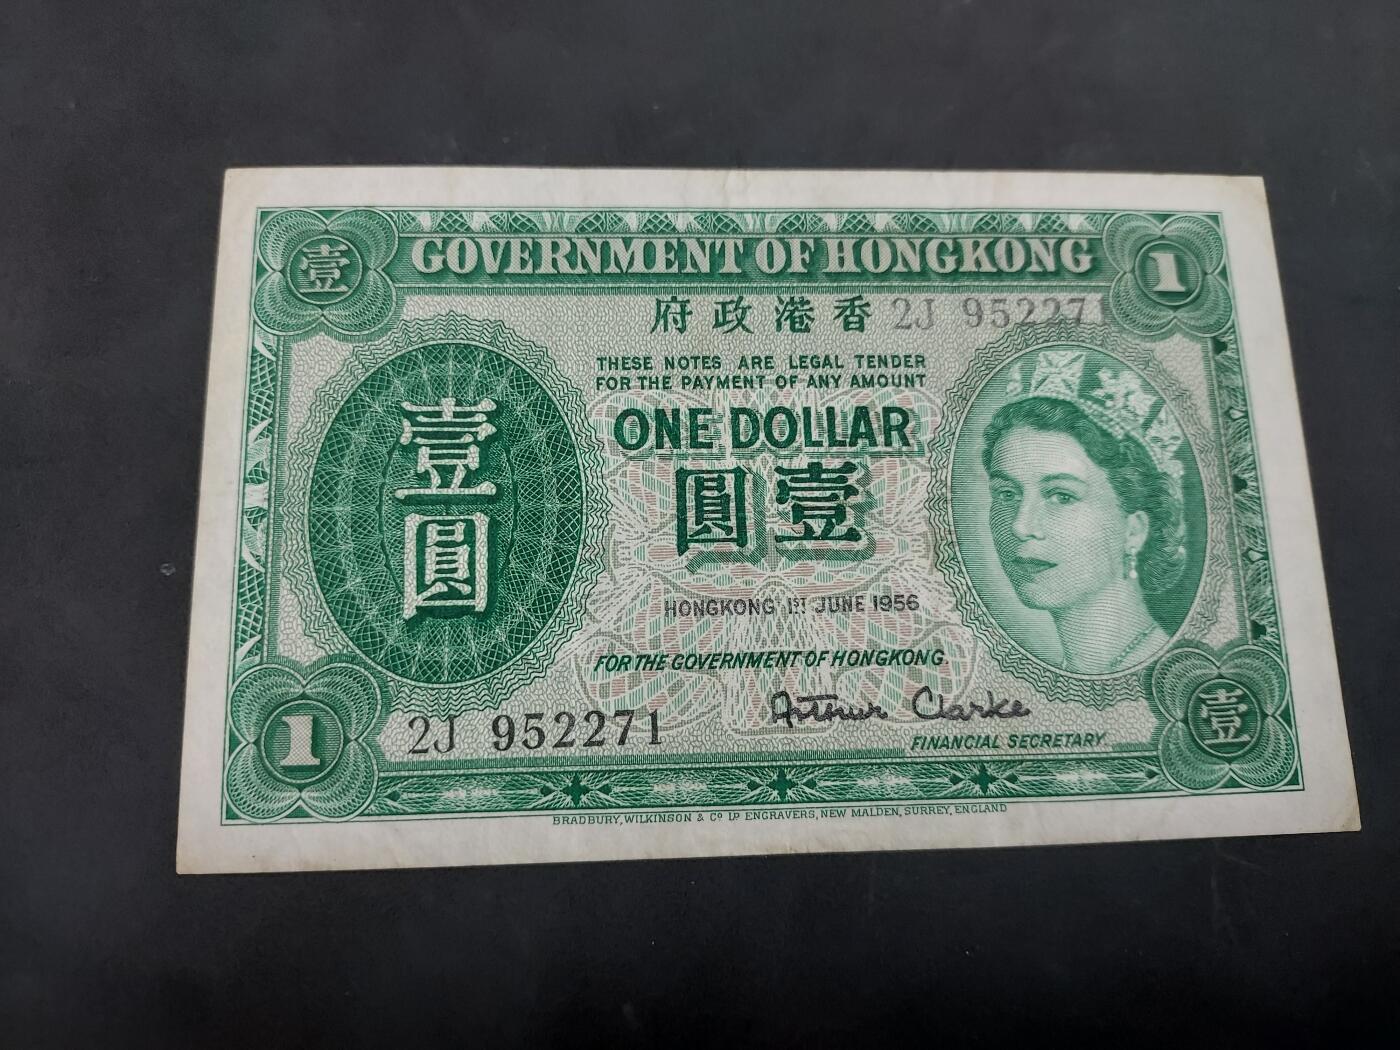 壹
GOVERNMENT OF HONGKONG
1
府政港香
2J 952271
THESE NOTES ARE LEGAL TENDER
FOR THE PAYMENT OF ANY AMOUNT
ONE DOLLAR
圓壹
壹圓
HONGKONG 1ST JUNE 1956
FOR THE GOVERNMENT OF HONGKONG.
Arthur Clarke
FINANCIAL SECRETARY
2J 952271
1
壹
BRADBURY, WILKINSON & Co. LD. ENGRAVERS, NEW MALDEN, SURREY, ENGLAND